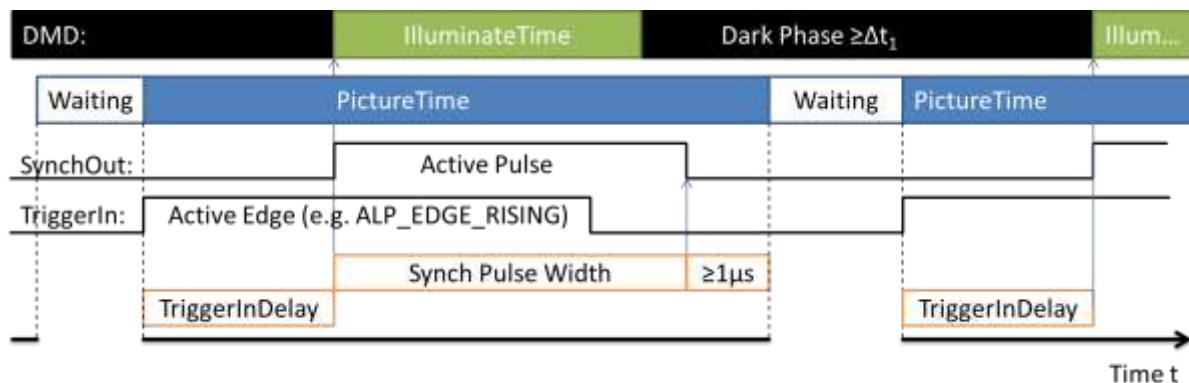 DMD: IlluminateTime Dark Phase ≥Δt₁ Illum...
Waiting PictureTime Waiting PictureTime
SynchOut: Active Pulse
TriggerIn: Active Edge (e.g. ALP_EDGE_RISING)
Synch Pulse Width ≥1µs
TriggerInDelay TriggerInDelay
Time t